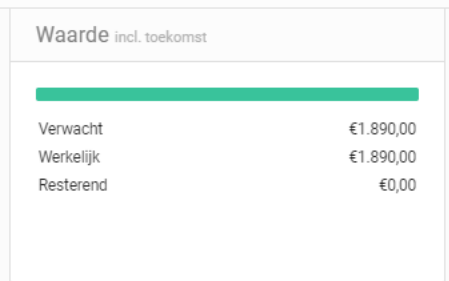 Waarde incl. toekomst
Verwacht €1.890,00
Werkelijk €1.890,00
Resterend €0,00